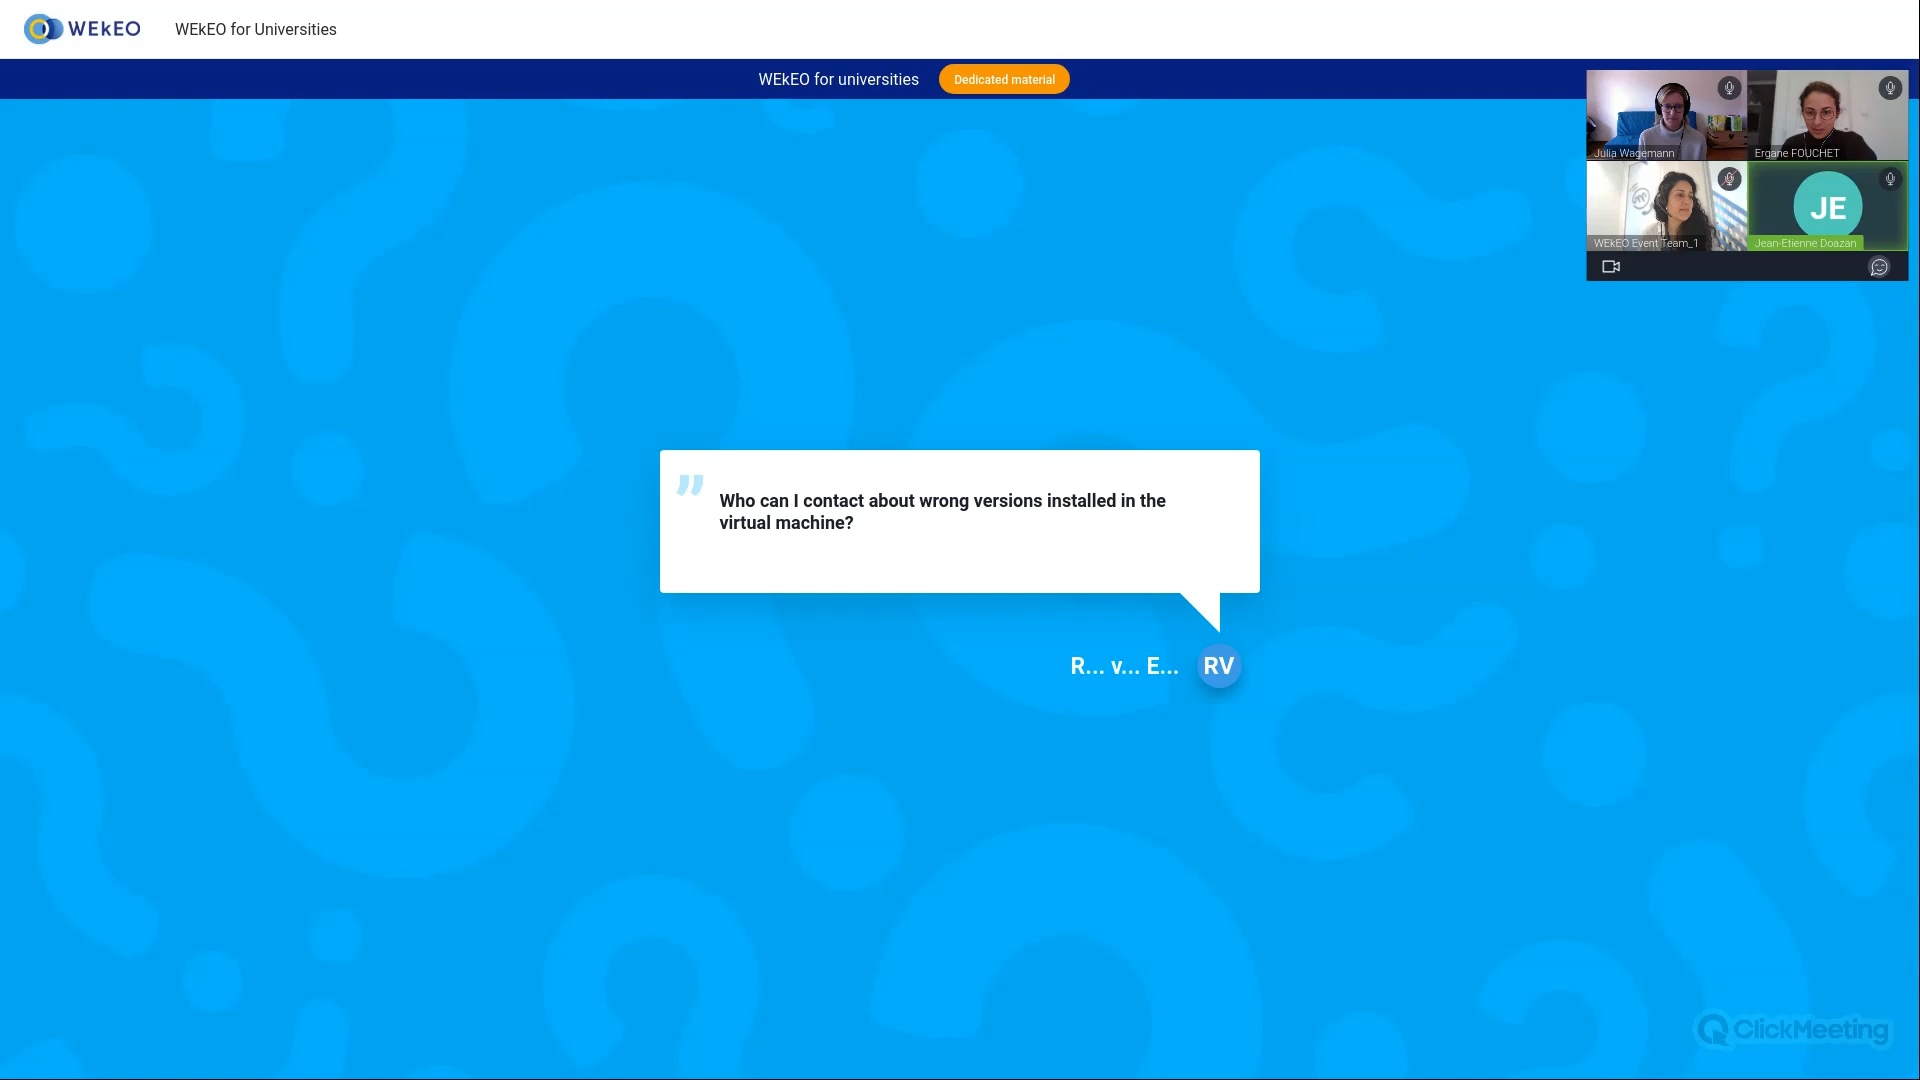 WEkEO
WEkEO for Universities
WEkEO for universities
Dedicated material
Julia Wagemann
Ergane FOUCHET
WEkEO Event Team_1
JE
Jean-Etienne Doazan
Who can I contact about wrong versions installed in the
virtual machine?
R... v... E...
RV
ClickMeeting